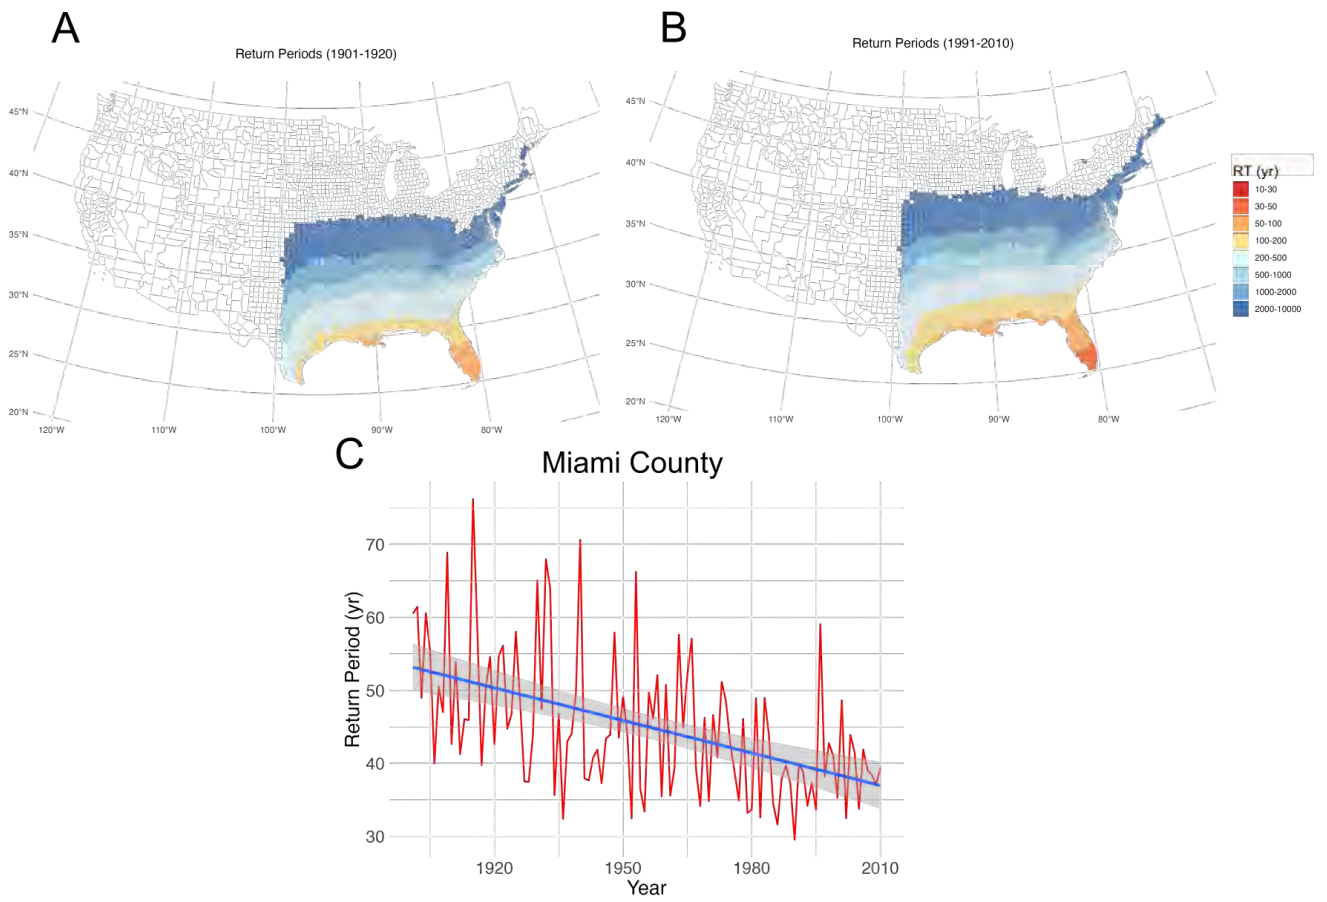 A
Return Periods (1901-1920)
45°N
40°N
35°N
30°N
25°N
20°N
120°W
110°W
100°W
90°W
80°W
B
Return Periods (1991-2010)
45°N
40°N
35°N
30°N
25°N
20°N
120°W
110°W
100°W
90°W
80°W
RT (yr)
10-30
30-50
50-100
100-200
200-500
500-1000
1000-2000
2000-10000
C
Miami County
Return Period (yr)
70
60
50
40
30
1920
1950
1980
2010
Year